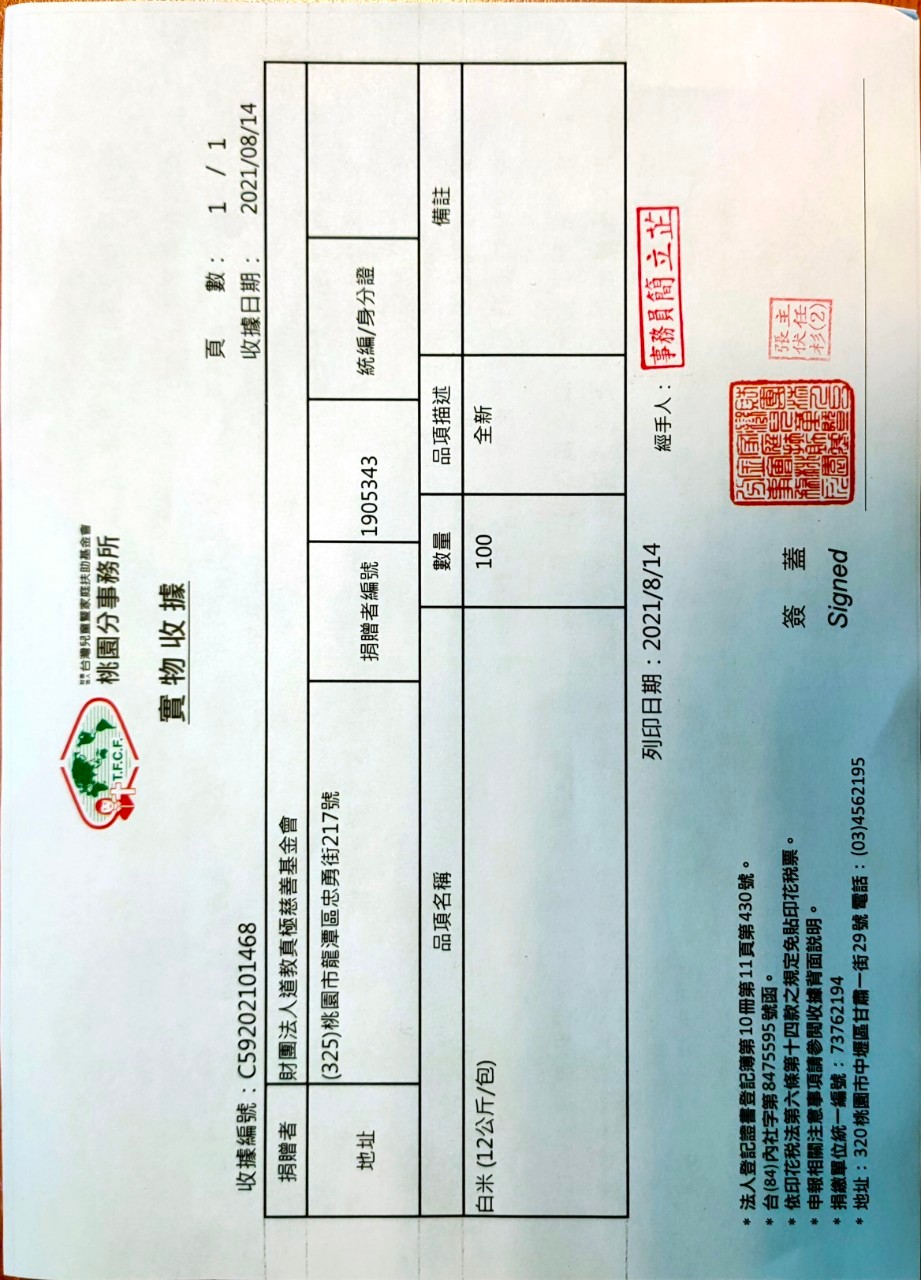 財團法人台灣兒童暨家庭扶助基金會
桃園分事務所
T.F.C.F.
實物收據
頁 數： 1 / 1
收據編號：C59202101468
收據日期： 2021/08/14
捐贈者 財團法人道教真極慈善基金會
地址 (325)桃園市龍潭區忠勇街217號 捐贈者編號 1905343 統編/身分證
品項名稱 數量 品項描述 備註
白米 (12公斤/包) 100 全新
列印日期：2021/8/14 經手人： 事務員簡立芷
簽 蓋
Signed
主任
張伏杉(2)
* 法人登記證書登記簿第10冊第11頁第430號。
* 台(84)內社字第8475595號函。
* 依印花稅法第六條第十四款之規定免貼印花稅票。
* 申報相關注意事項請參閱收據背面說明。
* 捐繳單位統一編號：73762194
* 地址：320桃園市中壢區甘肅一街29號 電話：(03)4562195